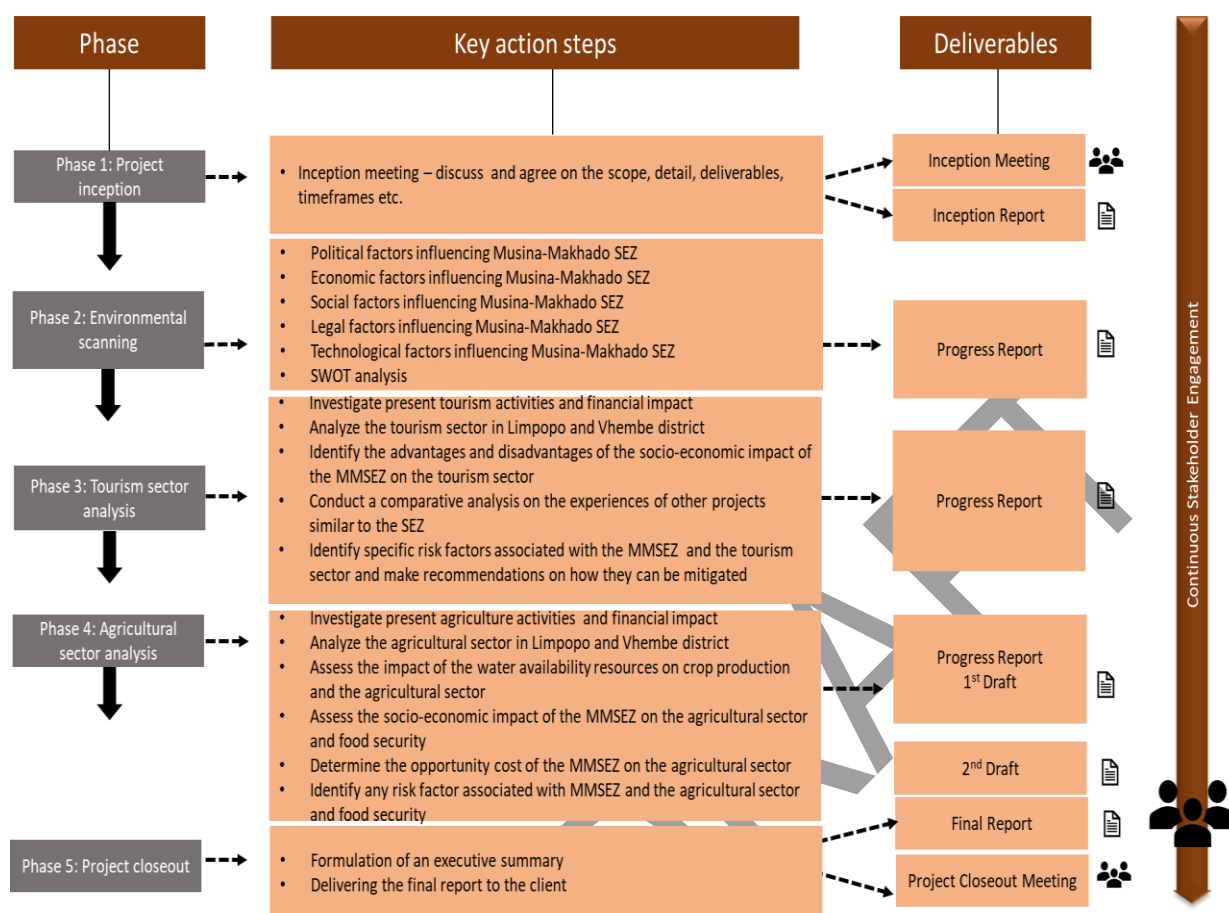 Phase
Key action steps
Deliverables
Phase 1: Project
inception
• Inception meeting – discuss and agree on the scope, detail, deliverables,
timeframes etc.
Inception Meeting
Inception Report
Phase 2: Environmental
scanning
• Political factors influencing Musina-Makhado SEZ
• Economic factors influencing Musina-Makhado SEZ
• Social factors influencing Musina-Makhado SEZ
• Legal factors influencing Musina-Makhado SEZ
• Technological factors influencing Musina-Makhado SEZ
• SWOT analysis
Progress Report
Phase 3: Tourism sector
analysis
• Investigate present tourism activities and financial impact
• Analyze the tourism sector in Limpopo and Vhembe district
• Identify the advantages and disadvantages of the socio-economic impact of
the MMSEZ on the tourism sector
• Conduct a comparative analysis on the experiences of other projects
similar to the SEZ
• Identify specific risk factors associated with the MMSEZ and the tourism
sector and make recommendations on how they can be mitigated
Progress Report
Phase 4: Agricultural
sector analysis
• Investigate present agriculture activities and financial impact
• Analyze the agricultural sector in Limpopo and Vhembe district
• Assess the impact of the water availability resources on crop production
and the agricultural sector
• Assess the socio-economic impact of the MMSEZ on the agricultural sector
and food security
• Determine the opportunity cost of the MMSEZ on the agricultural sector
• Identify any risk factor associated with MMSEZ and the agricultural sector
and food security
Progress Report
1st Draft
2nd Draft
Phase 5: Project closeout
• Formulation of an executive summary
• Delivering the final report to the client
Final Report
Project Closeout Meeting
Continuous Stakeholder Engagement